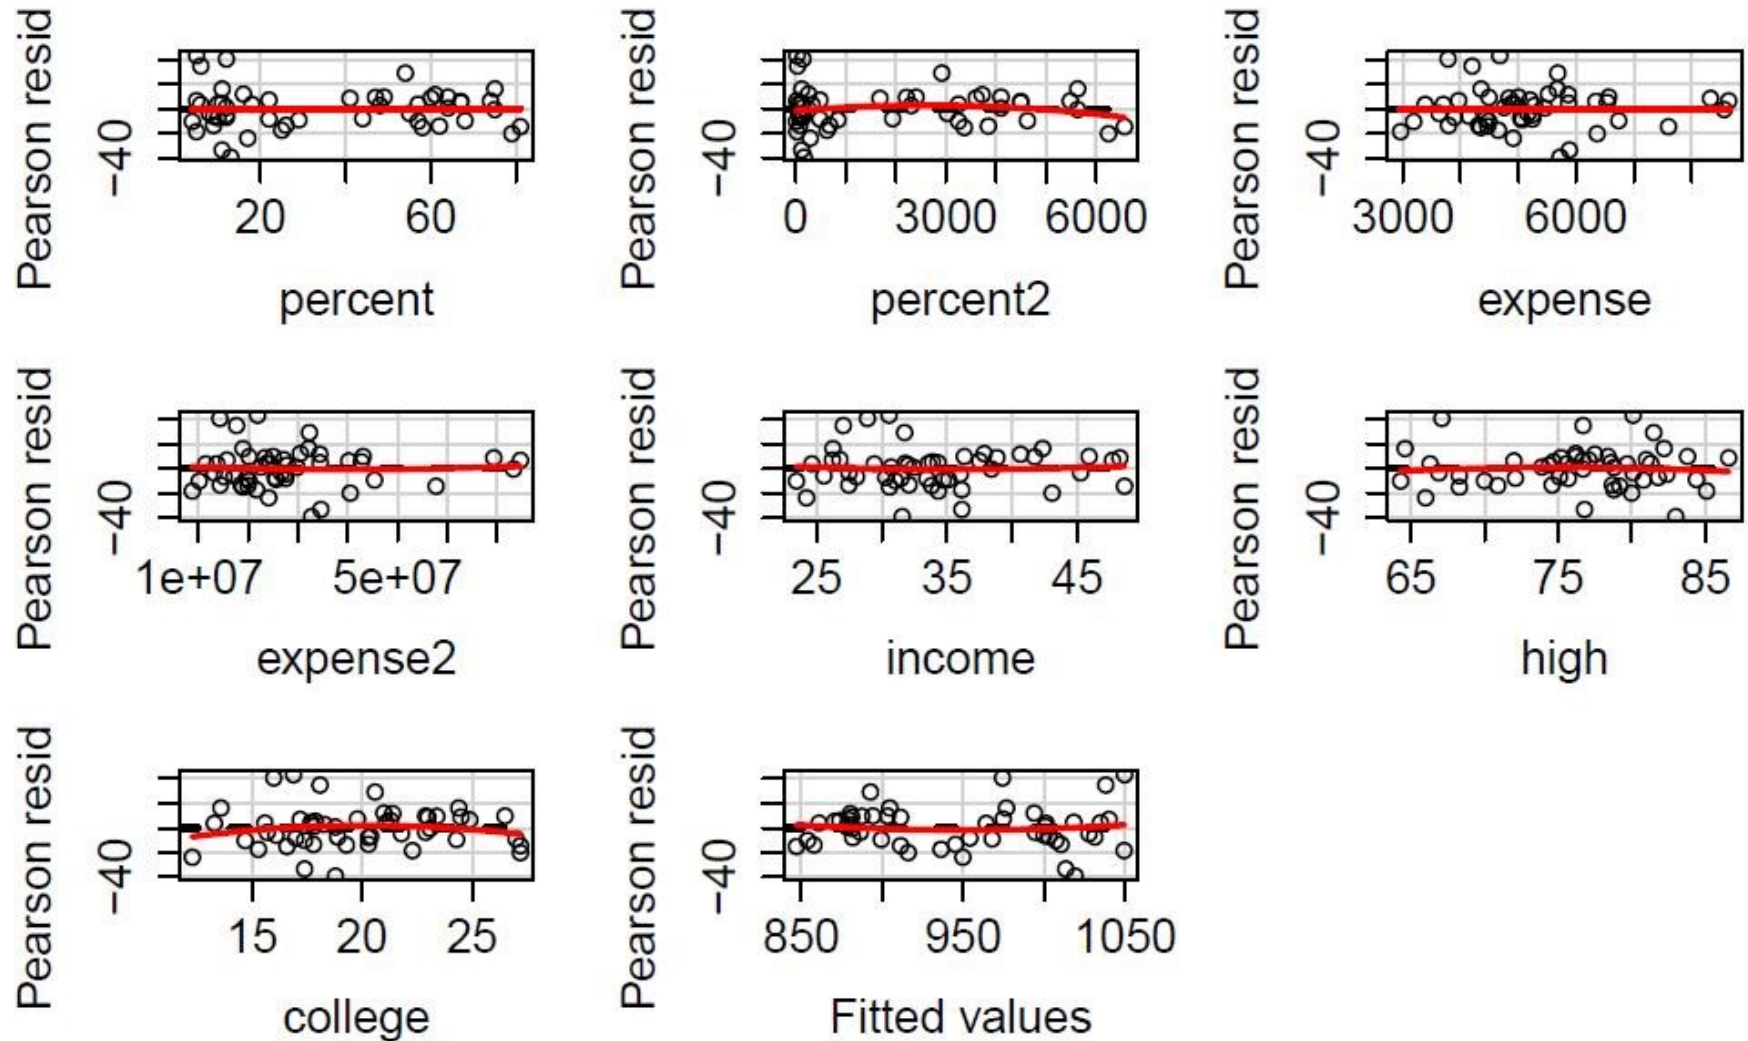 Pearson resid
−40
20 60
percent
Pearson resid
−40
0 3000 6000
percent2
Pearson resid
−40
3000 6000
expense
Pearson resid
−40
1e+07 5e+07
expense2
Pearson resid
−40
25 35 45
income
Pearson resid
−40
65 75 85
high
Pearson resid
−40
15 20 25
college
Pearson resid
−40
850 950 1050
Fitted values